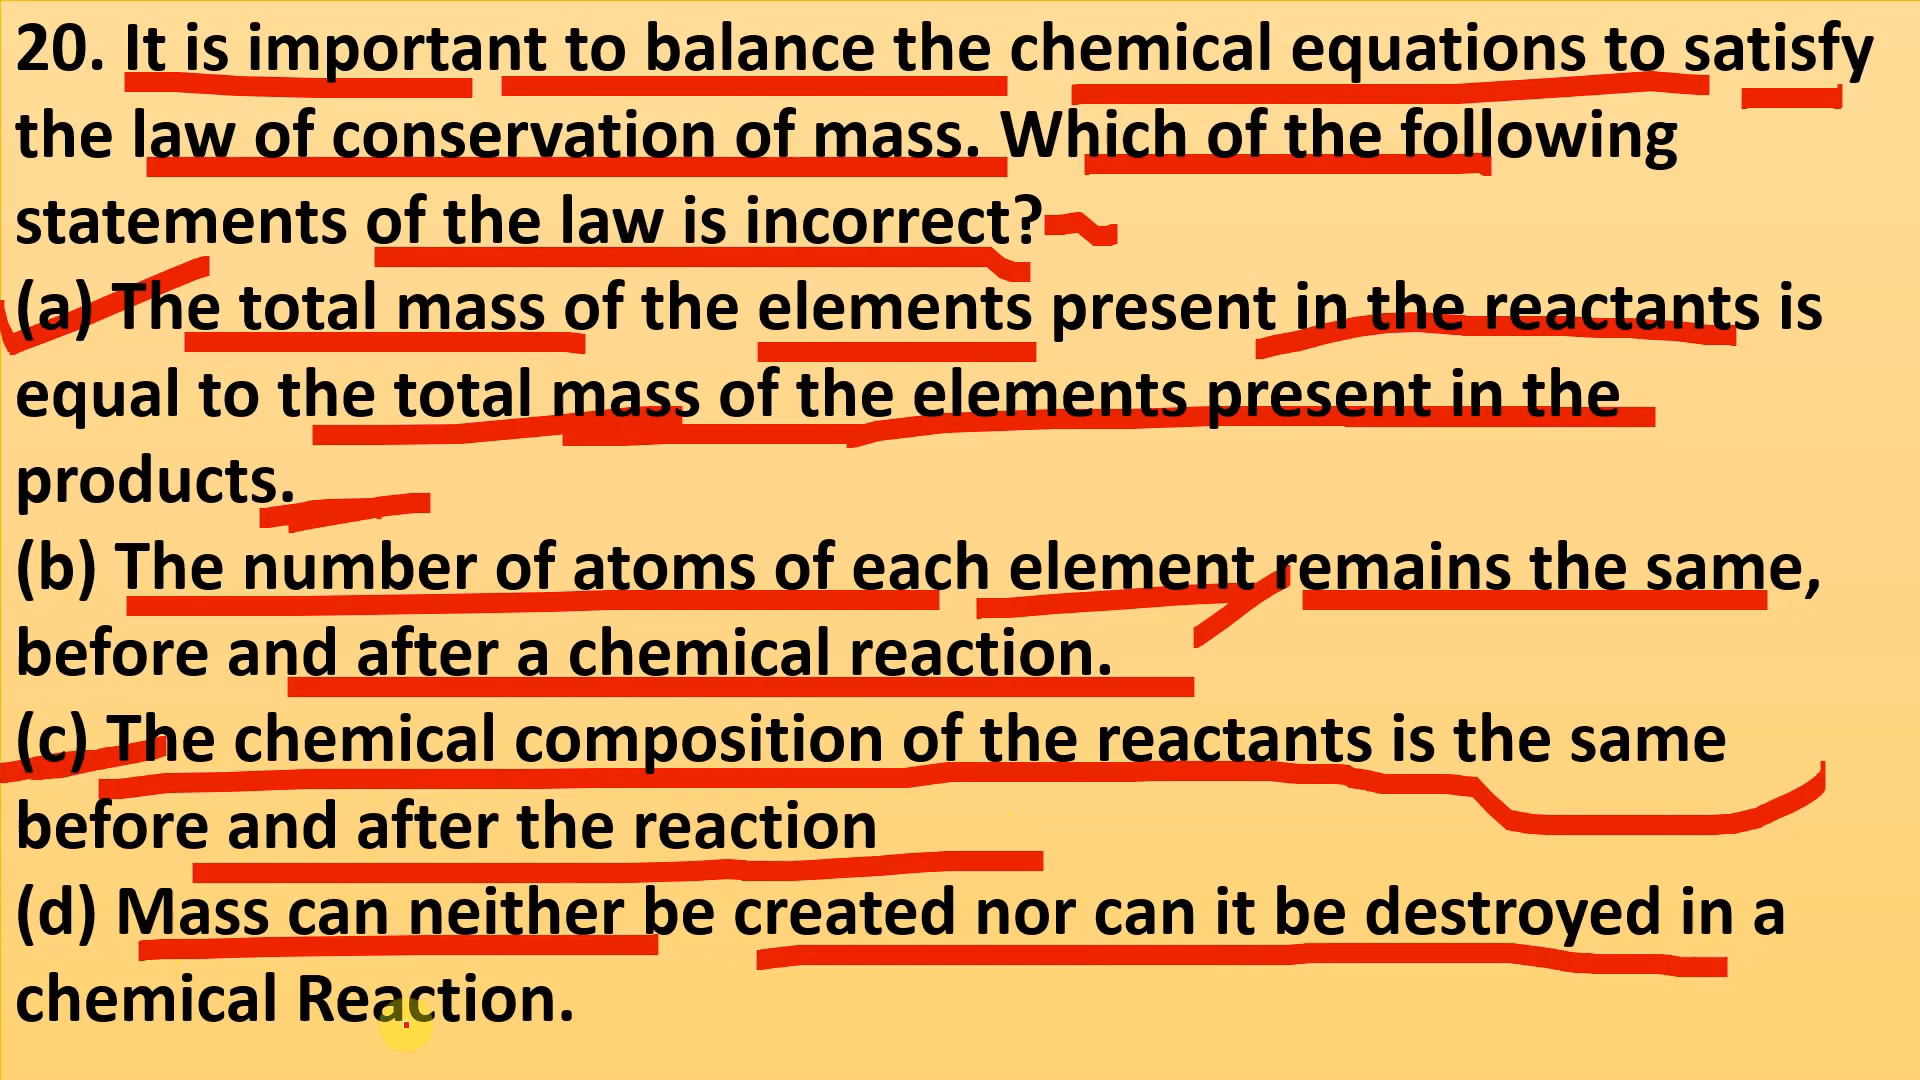 20. It is important to balance the chemical equations to satisfy
the law of conservation of mass. Which of the following
statements of the law is incorrect?
(a) The total mass of the elements present in the reactants is
equal to the total mass of the elements present in the
products.
(b) The number of atoms of each element remains the same,
before and after a chemical reaction.
(c) The chemical composition of the reactants is the same
before and after the reaction
(d) Mass can neither be created nor can it be destroyed in a
chemical Reaction.